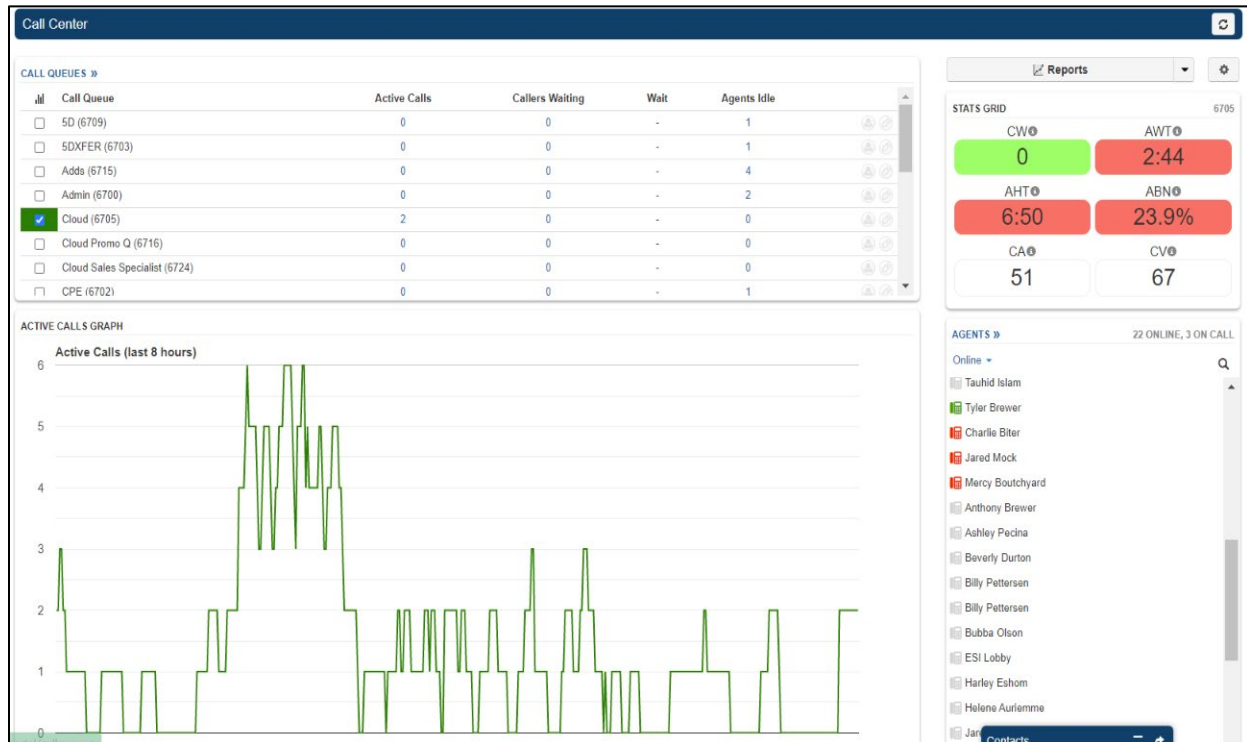 Call Center
CALL QUEUES »
Call Queue Active Calls Callers Waiting Wait Agents Idle
5D (6709) 0 0 - 1
5DXFER (6703) 0 0 - 1
Adds (6715) 0 0 - 4
Admin (6700) 0 0 - 2
Cloud (6705) 2 0 - 0
Cloud Promo Q (6716) 0 0 - 0
Cloud Sales Specialist (6724) 0 0 - 0
CPE (6702) 0 0 - 1
ACTIVE CALLS GRAPH
Active Calls (last 8 hours)
6
5
4
3
2
1
0
Reports
STATS GRID 6705
CW AWT
0 2:44
AHT ABN
6:50 23.9%
CA CV
51 67
AGENTS » 22 ONLINE, 3 ON CALL
Online
Tauhid Islam
Tyler Brewer
Charlie Biter
Jared Mock
Mercy Boutchyard
Anthony Brewer
Ashley Pecina
Beverly Durton
Billy Pettersen
Billy Pettersen
Bubba Olson
ESI Lobby
Harley Eshom
Helene Auriemme
Contacts